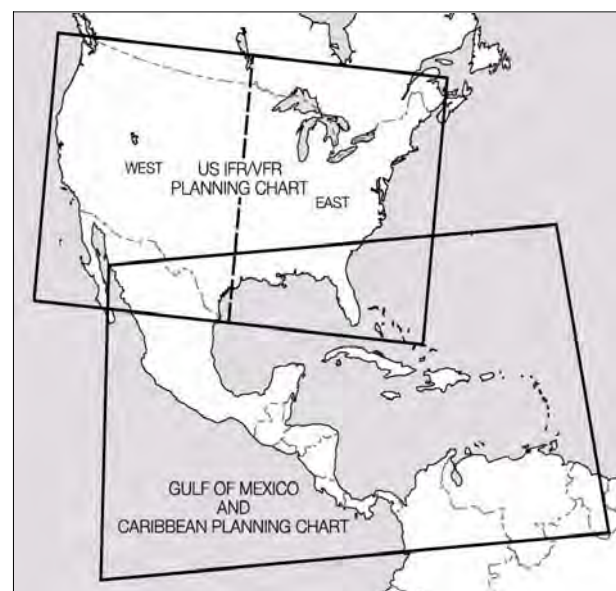 WEST
US IFR/VFR
PLANNING CHART
EAST
GULF OF MEXICO
AND
CARIBBEAN PLANNING CHART